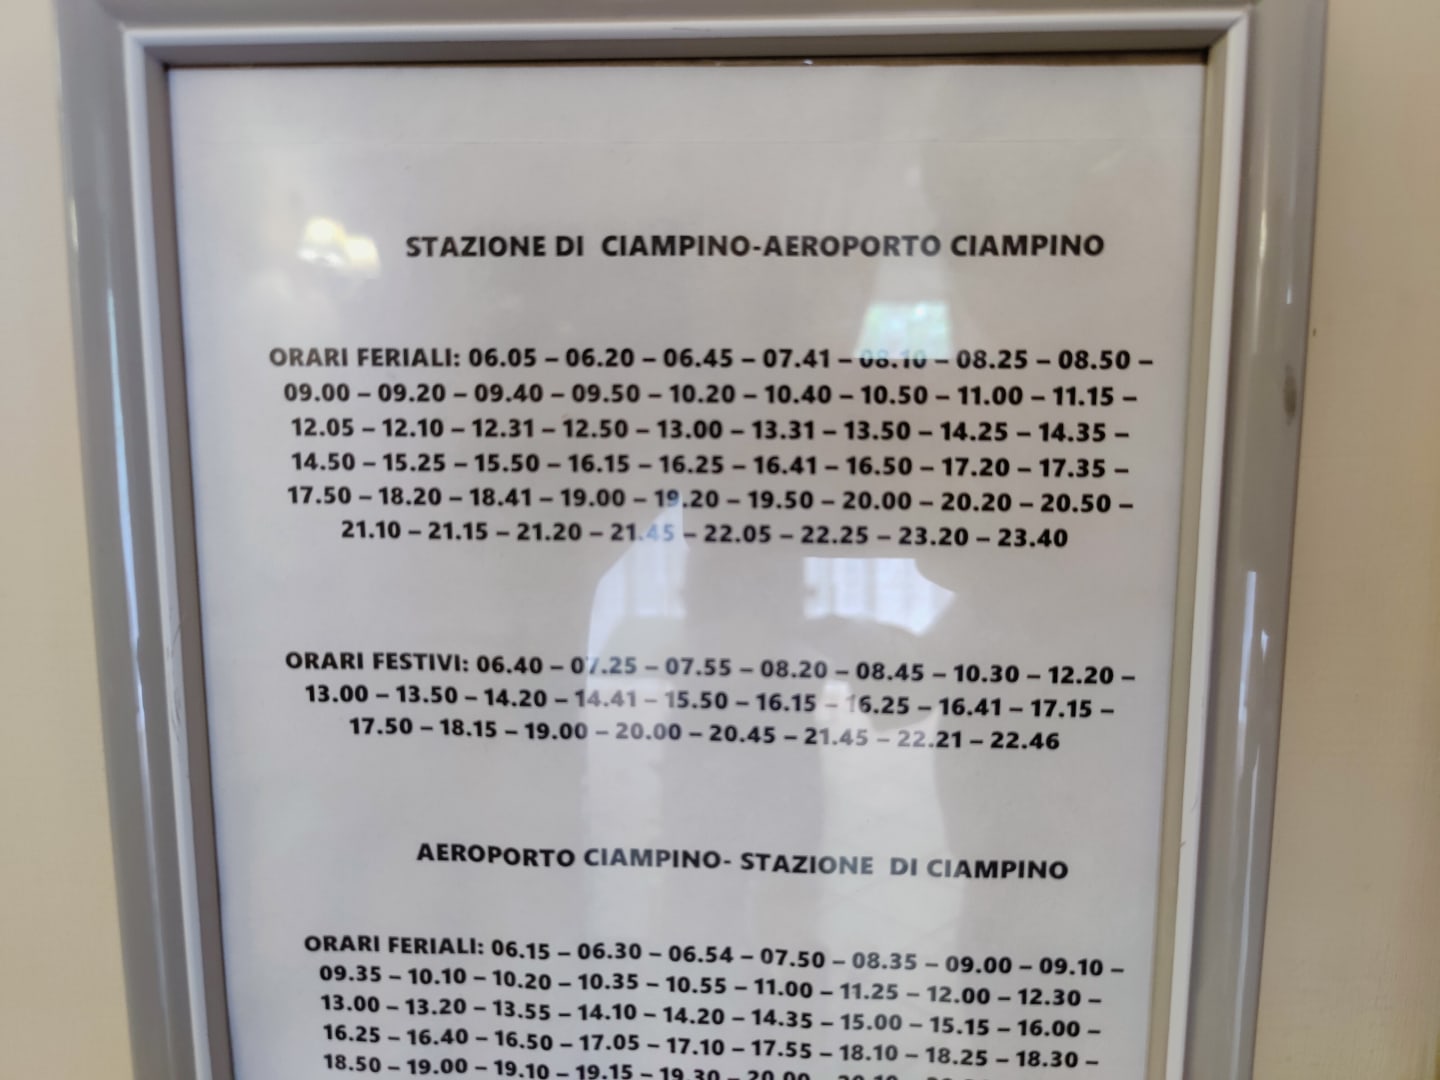 STAZIONE DI CIAMPINO-AEROPORTO CIAMPINO
ORARI FERIALI: 06.05 – 06.20 – 06.45 – 07.41 – 08.10 – 08.25 – 08.50 –
09.00 – 09.20 – 09.40 – 09.50 – 10.20 – 10.40 – 10.50 – 11.00 – 11.15 –
12.05 – 12.10 – 12.31 – 12.50 – 13.00 – 13.31 – 13.50 – 14.25 – 14.35 –
14.50 – 15.25 – 15.50 – 16.15 – 16.25 – 16.41 – 16.50 – 17.20 – 17.35 –
17.50 – 18.20 – 18.41 – 19.00 – 19.20 – 19.50 – 20.00 – 20.20 – 20.50 –
21.10 – 21.15 – 21.20 – 21.45 – 22.05 – 22.25 – 23.20 – 23.40
ORARI FESTIVI: 06.40 – 07.25 – 07.55 – 08.20 – 08.45 – 10.30 – 12.20 –
13.00 – 13.50 – 14.20 – 14.41 – 15.50 – 16.15 – 16.25 – 16.41 – 17.15 –
17.50 – 18.15 – 19.00 – 20.00 – 20.45 – 21.45 – 22.21 – 22.46
AEROPORTO CIAMPINO- STAZIONE DI CIAMPINO
ORARI FERIALI: 06.15 – 06.30 – 06.54 – 07.50 – 08.35 – 09.00 – 09.10 –
09.35 – 10.10 – 10.20 – 10.35 – 10.55 – 11.00 – 11.25 – 12.00 – 12.30 –
13.00 – 13.20 – 13.55 – 14.10 – 14.20 – 14.35 – 15.00 – 15.15 – 16.00 –
16.25 – 16.40 – 16.50 – 17.05 – 17.10 – 17.55 – 18.10 – 18.25 – 18.30 –
18.50 – 19.00 – 19.10 – 19.15 – 19.30 – 20.00